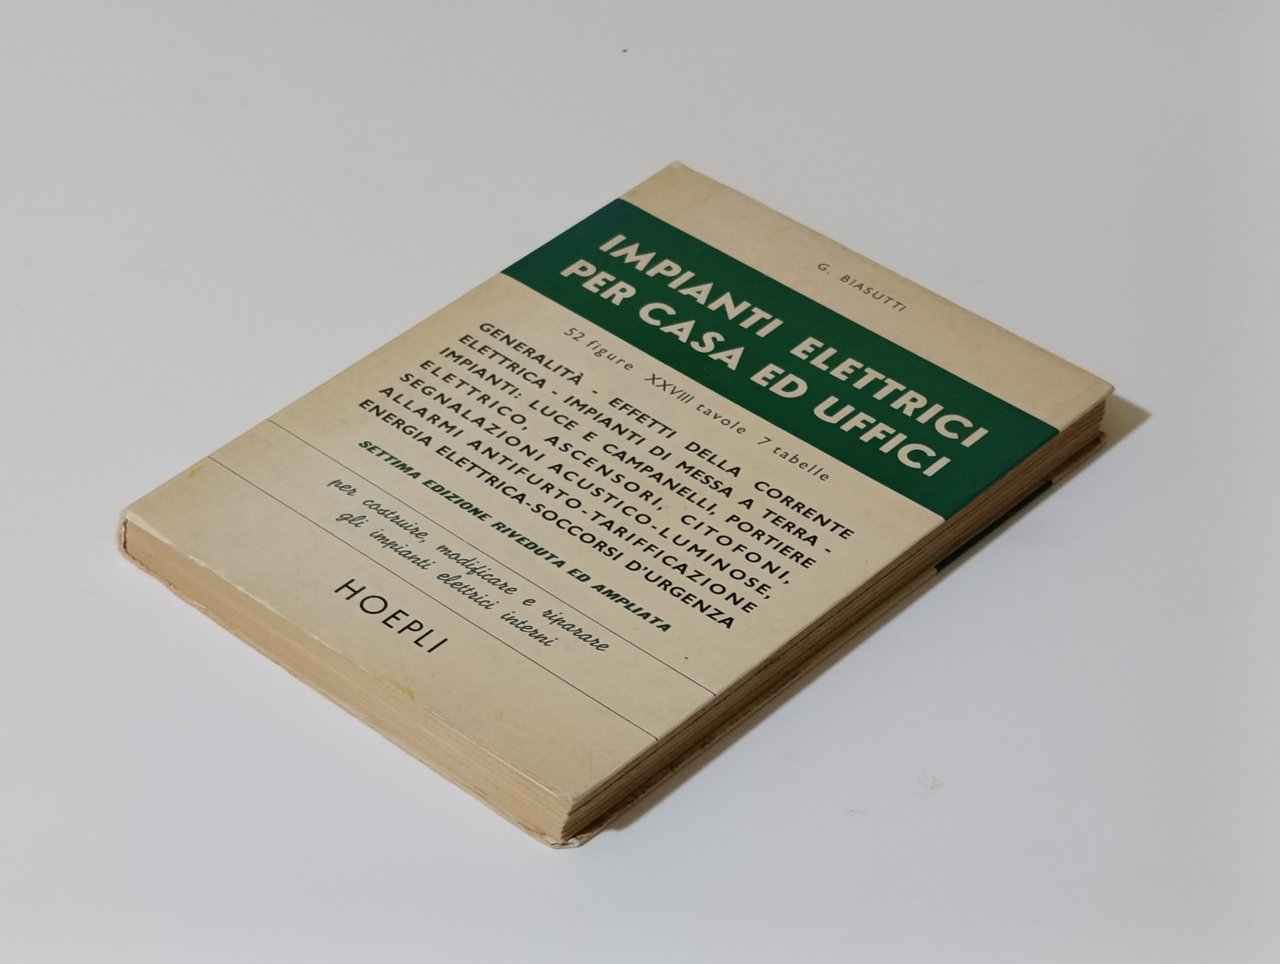 G. BIASUTTI
IMPIANTI ELETTRICI
PER CASA ED UFFICI
52 figure XXVIII tavole 7 tabelle
GENERALITÀ - EFFETTI DELLA CORRENTE
ELETTRICA - IMPIANTI DI MESSA A TERRA -
IMPIANTI: LUCE E CAMPANELLI, PORTIERE
ELETTRICO, ASCENSORI, CITOFONI,
SEGNALAZIONI ACUSTICO-LUMINOSE,
ALLARMI ANTIFURTO-TARIFFICAZIONE
ENERGIA ELETTRICA-SOCCORSI D'URGENZA
SETTIMA EDIZIONE RIVEDUTA ED AMPLIATA
per costruire, modificare e riparare
gli impianti elettrici interni
HOEPLI